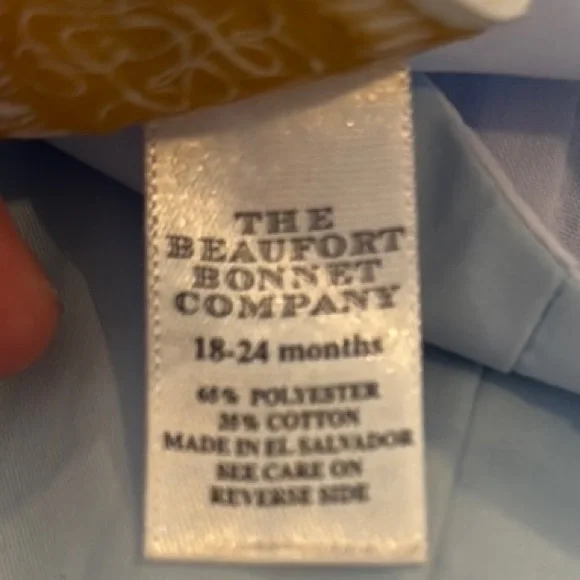 THE
BEAUFORT
BONNET
COMPANY
18-24 months
65% POLYESTER
35% COTTON
MADE IN EL SALVADOR
SEE CARE ON
REVERSE SIDE